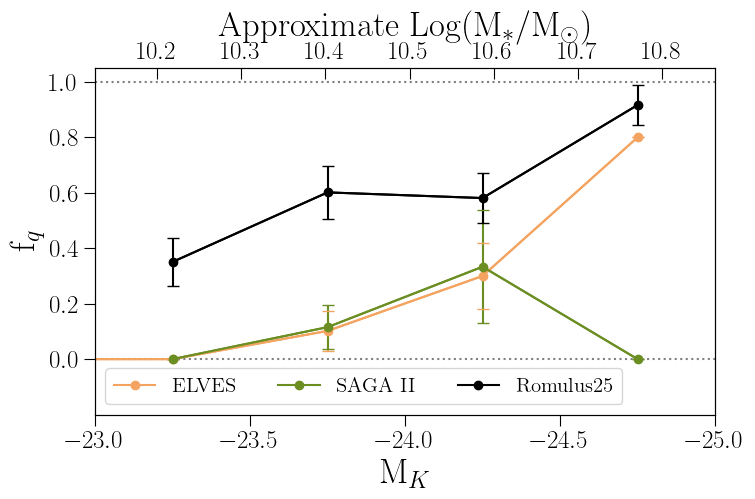 Approximate Log(M*/M☉)
10.2 10.3 10.4 10.5 10.6 10.7 10.8
1.0
0.8
0.6
0.4
0.2
0.0
f_q
ELVES SAGA II Romulus25
−23.0 −23.5 −24.0 −24.5 −25.0
M_K